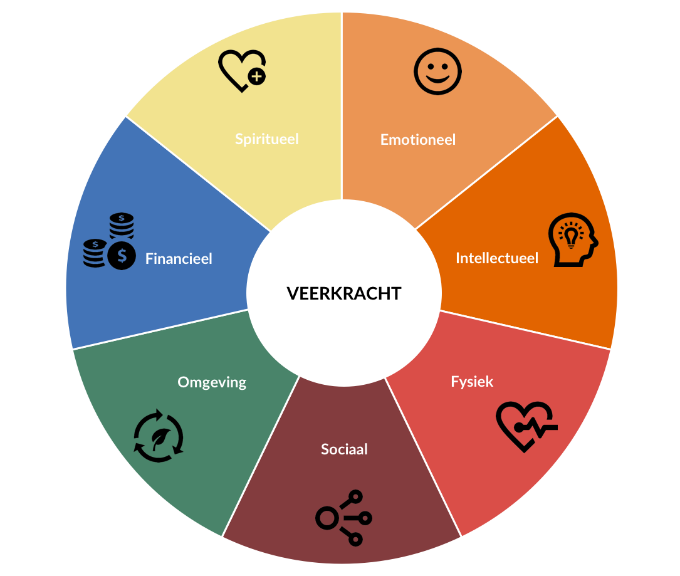 Spiritueel
Emotioneel
Financieel
Intellectueel
VEERKRACHT
Omgeving
Fysiek
Sociaal
$
$
$